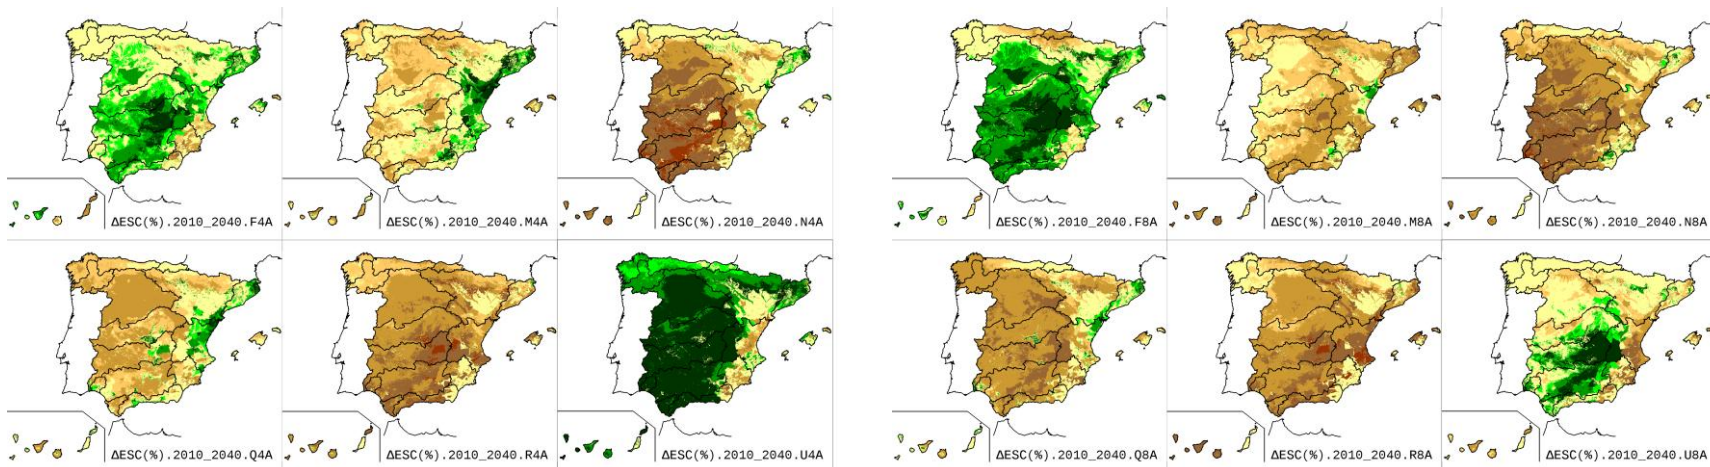 ΔESC(%).2010_2040.F4A
ΔESC(%).2010_2040.M4A
ΔESC(%).2010_2040.N4A
ΔESC(%).2010_2040.F8A
ΔESC(%).2010_2040.M8A
ΔESC(%).2010_2040.N8A
ΔESC(%).2010_2040.Q4A
ΔESC(%).2010_2040.R4A
ΔESC(%).2010_2040.U4A
ΔESC(%).2010_2040.Q8A
ΔESC(%).2010_2040.R8A
ΔESC(%).2010_2040.U8A